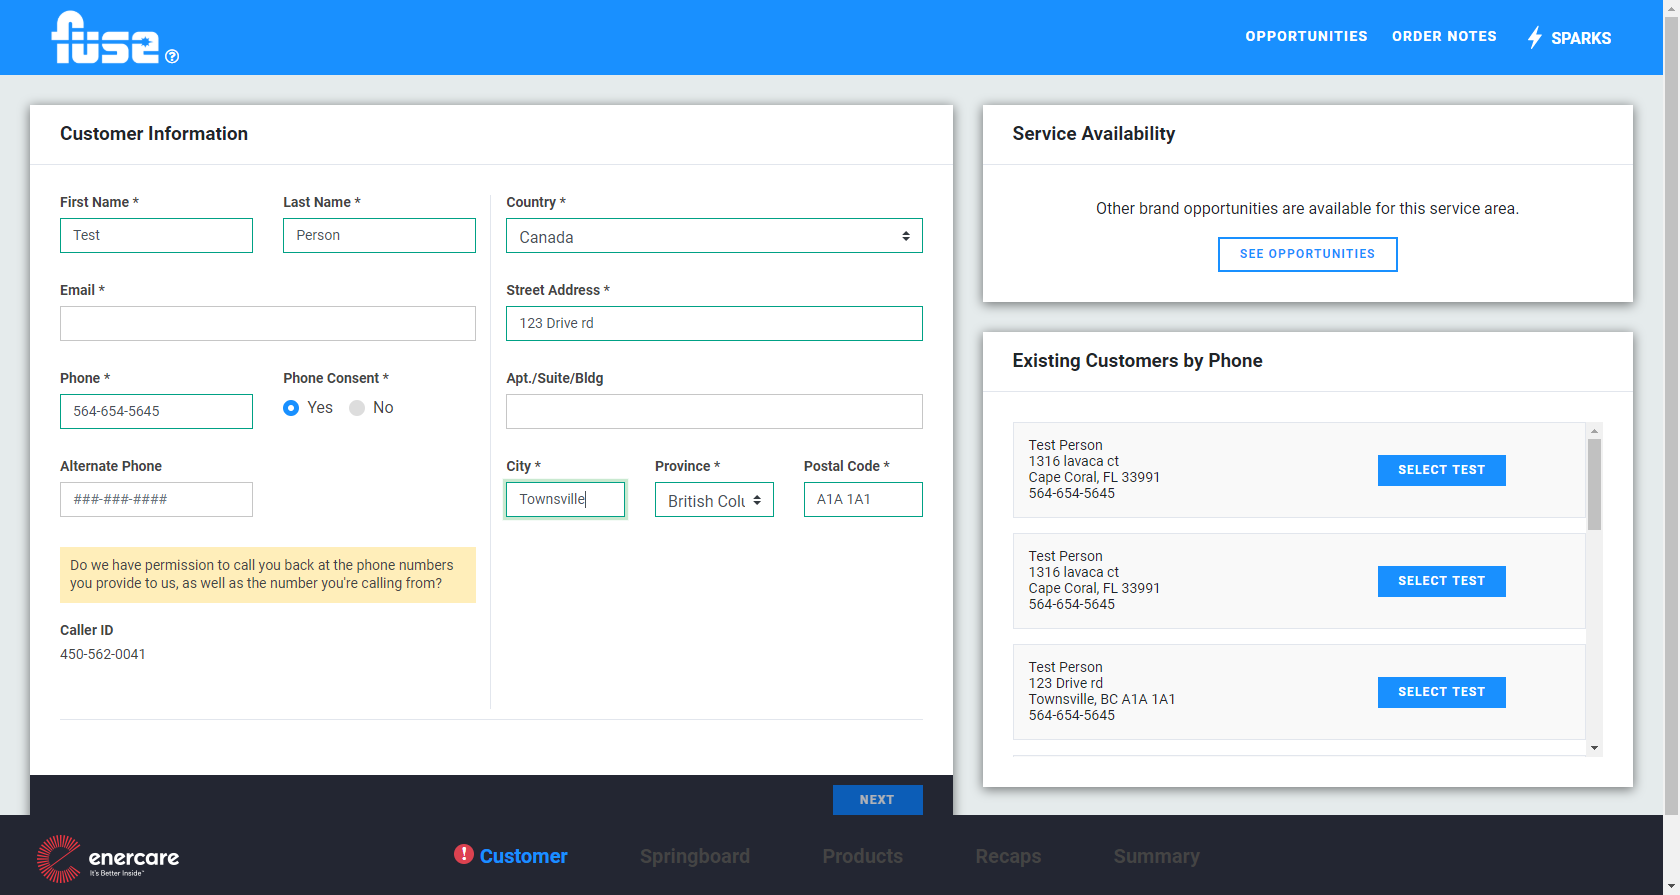 fuse
OPPORTUNITIES
ORDER NOTES
SPARKS
Customer Information
First Name *
Last Name *
Test
Person
Email *
Phone *
Phone Consent *
564-654-5645
Yes
No
Alternate Phone
###-###-####
Do we have permission to call you back at the phone numbers
you provide to us, as well as the number you're calling from?
Caller ID
450-562-0041
Country *
Canada
Street Address *
123 Drive rd
Apt./Suite/Bldg
City *
Province *
Postal Code *
Townsville
British Colu
A1A 1A1
NEXT
Service Availability
Other brand opportunities are available for this service area.
SEE OPPORTUNITIES
Existing Customers by Phone
Test Person
1316 lavaca ct
Cape Coral, FL 33991
564-654-5645
SELECT TEST
Test Person
1316 lavaca ct
Cape Coral, FL 33991
564-654-5645
SELECT TEST
Test Person
123 Drive rd
Townsville, BC A1A 1A1
564-654-5645
SELECT TEST
enercare
It's Better Inside™
Customer
Springboard
Products
Recaps
Summary